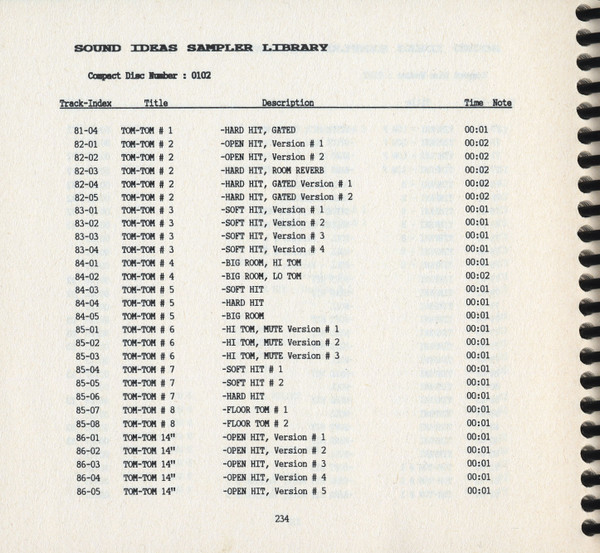 SOUND IDEAS SAMPLER LIBRARY
Compact Disc Number : 0102
Track-Index Title Description Time Note
81-04 TOM-TOM # 1 -HARD HIT, GATED 00:01
82-01 TOM-TOM # 2 -OPEN HIT, Version # 1 00:02
82-02 TOM-TOM # 2 -OPEN HIT, Version # 2 00:02
82-03 TOM-TOM # 2 -HARD HIT, ROOM REVERB 00:02
82-04 TOM-TOM # 2 -HARD HIT, GATED Version # 1 00:02
82-05 TOM-TOM # 2 -HARD HIT, GATED Version # 2 00:02
83-01 TOM-TOM # 3 -SOFT HIT, Version # 1 00:01
83-02 TOM-TOM # 3 -SOFT HIT, Version # 2 00:01
83-03 TOM-TOM # 3 -SOFT HIT, Version # 3 00:01
83-04 TOM-TOM # 3 -SOFT HIT, Version # 4 00:01
84-01 TOM-TOM # 4 -BIG ROOM, HI TOM 00:01
84-02 TOM-TOM # 4 -BIG ROOM, LO TOM 00:02
84-03 TOM-TOM # 5 -SOFT HIT 00:01
84-04 TOM-TOM # 5 -HARD HIT 00:01
84-05 TOM-TOM # 5 -BIG ROOM 00:01
85-01 TOM-TOM # 6 -HI TOM, MUTE Version # 1 00:01
85-02 TOM-TOM # 6 -HI TOM, MUTE Version # 2 00:01
85-03 TOM-TOM # 6 -HI TOM, MUTE Version # 3 00:01
85-04 TOM-TOM # 7 -SOFT HIT # 1 00:01
85-05 TOM-TOM # 7 -SOFT HIT # 2 00:01
85-06 TOM-TOM # 7 -HARD HIT 00:01
85-07 TOM-TOM # 8 -FLOOR TOM # 1 00:01
85-08 TOM-TOM # 8 -FLOOR TOM # 2 00:01
86-01 TOM-TOM 14" -OPEN HIT, Version # 1 00:01
86-02 TOM-TOM 14" -OPEN HIT, Version # 2 00:01
86-03 TOM-TOM 14" -OPEN HIT, Version # 3 00:01
86-04 TOM-TOM 14" -OPEN HIT, Version # 4 00:01
86-05 TOM-TOM 14" -OPEN HIT, Version # 5 00:01
234